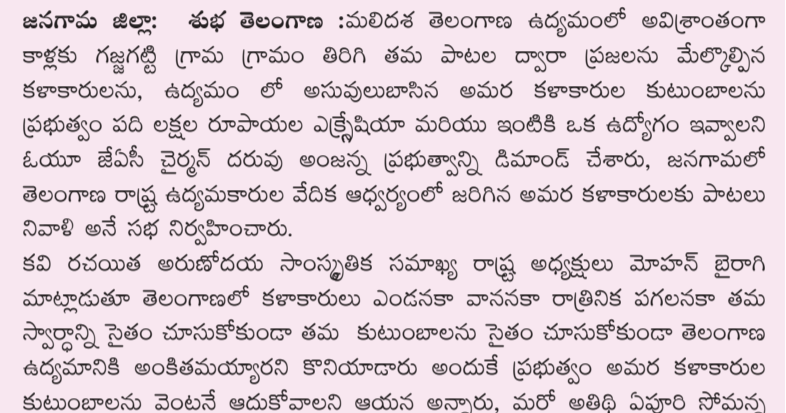 జనగామ జిల్లా: శుభ తెలంగాణ :మలిదశ తెలంగాణ ఉద్యమంలో అవిశ్రాంతంగా
కాళ్లకు గజ్జగట్టి గ్రామ గ్రామం తిరిగి తమ పాటల ద్వారా ప్రజలను మేల్కొల్పిన
కళాకారులను, ఉద్యమం లో అసువులుబాసిన అమర కళాకారుల కుటుంబాలను
ప్రభుత్వం పది లక్షల రూపాయల ఎక్స్గ్రేషియా మరియు ఇంటికి ఒక ఉద్యోగం ఇవ్వాలని
ఓయూ జేఏసీ చైర్మన్ దరువు అంజన్న ప్రభుత్వాన్ని డిమాండ్ చేశారు, జనగామలో
తెలంగాణ రాష్ట్ర ఉద్యమకారుల వేదిక ఆధ్వర్యంలో జరిగిన అమర కళాకారులకు పాటలు
నివాళి అనే సభ నిర్వహించారు.
కవి రచయిత అరుణోదయ సాంస్కృతిక సమాఖ్య రాష్ట్ర అధ్యక్షులు మోహన్ బైరాగి
మాట్లాడుతూ తెలంగాణలో కళాకారులు ఎండనకా వాననకా రాత్రినిక పగలనకా తమ
స్వార్థాన్ని సైతం చూసుకోకుండా తమ కుటుంబాలను సైతం చూసుకోకుండా తెలంగాణ
ఉద్యమానికి అంకితమయ్యారని కొనియాడారు అందుకే ప్రభుత్వం అమర కళాకారుల
కుటుంబాలను వెంటనే ఆదుకోవాలని ఆయన అన్నారు, మరో అతిథి ఏపూరి సోమన్న